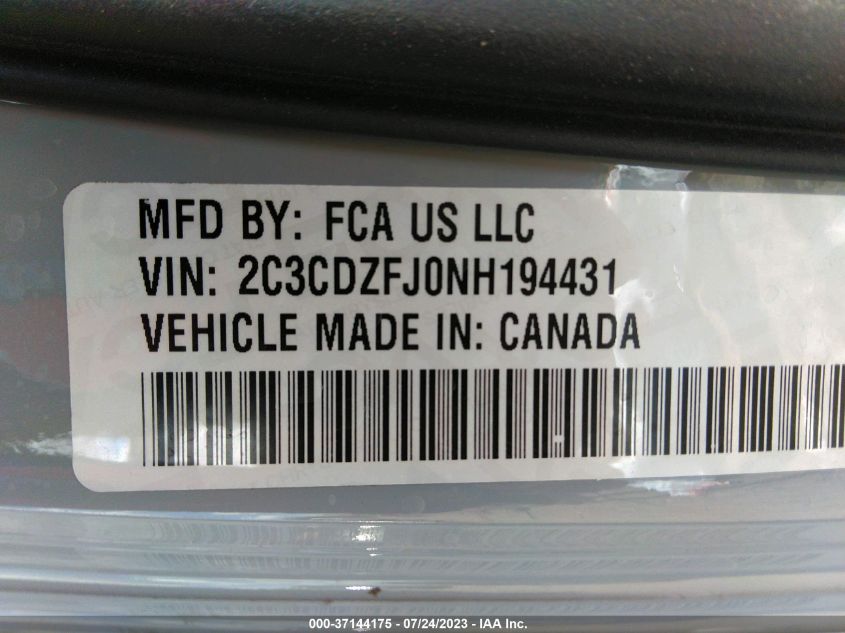 MFD BY: FCA US LLC
VIN: 2C3CDZFJ0NH194431
VEHICLE MADE IN: CANADA
000-37144175 - 07/24/2023 - IAA Inc.